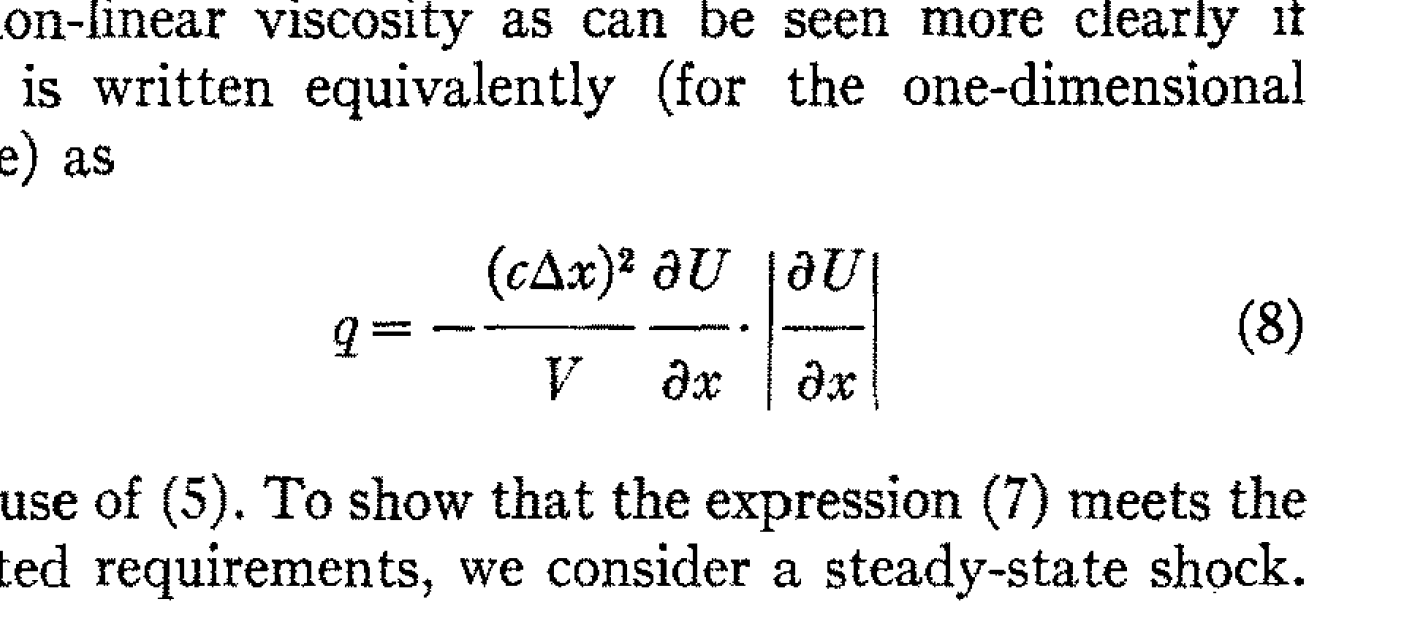 on-linear viscosity as can be seen more clearly if
is written equivalently (for the one-dimensional
e) as
q = − (cΔx)² / V ∂U/∂x · |∂U/∂x| (8)
use of (5). To show that the expression (7) meets the
ted requirements, we consider a steady-state shock.